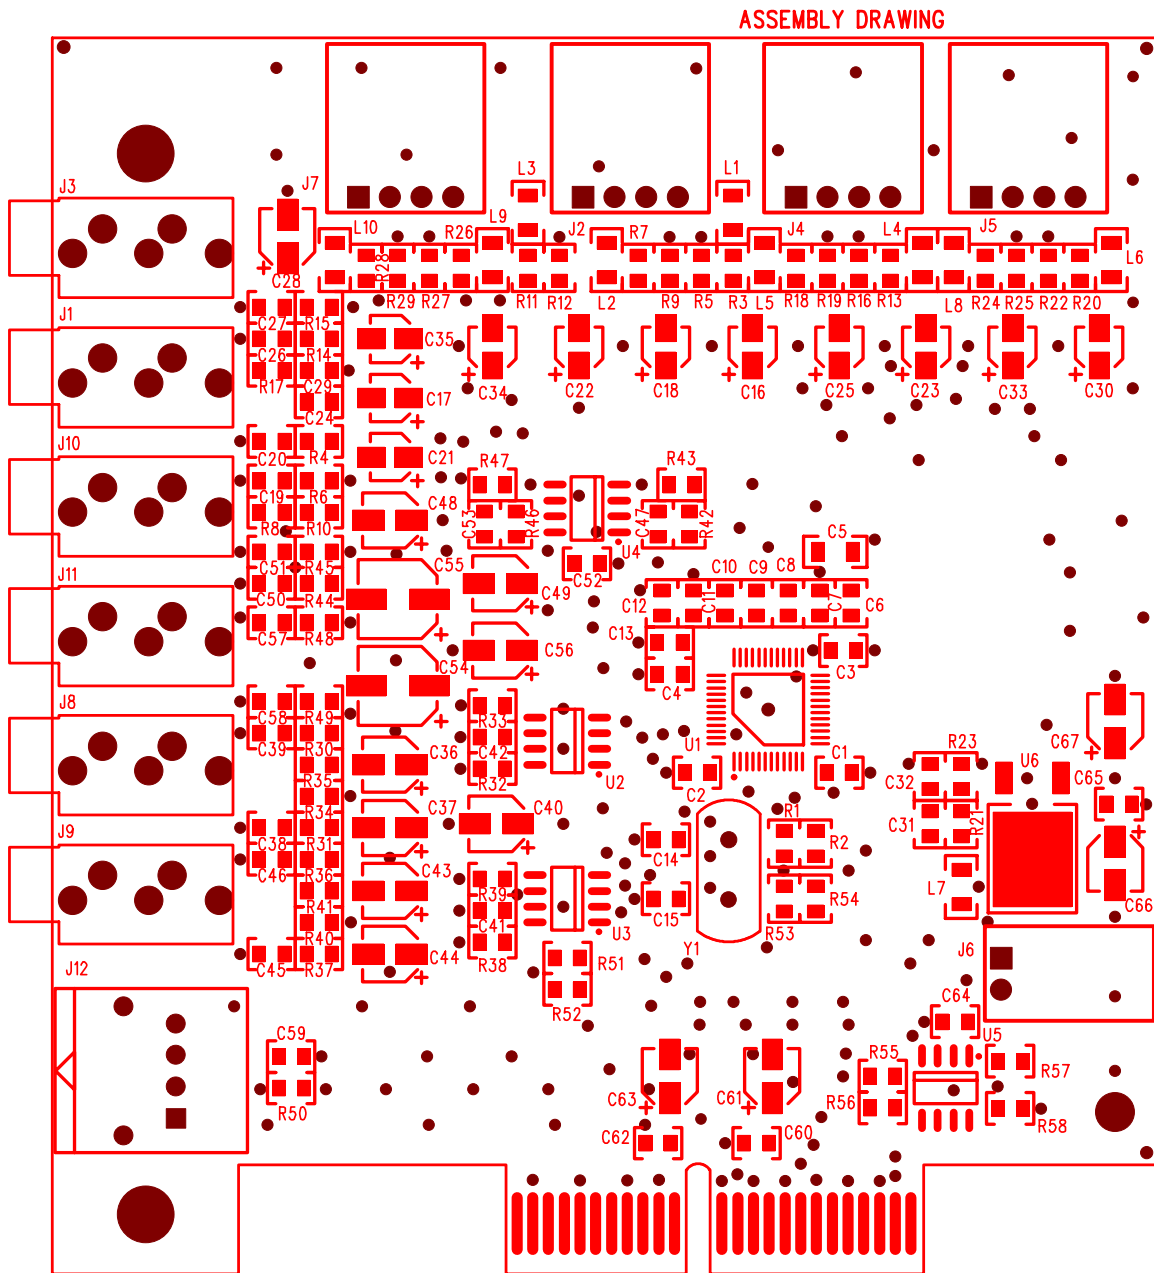 ASSEMBLY DRAWING
L3 L1
J3 J7
L10 R26 L9 J2 R7 J4 L4 J5
L6
R28
C28 R29 R27 R11 R12 L2 R9 R5 R3 L5 R18 R19 R16 R13 L8 R24 R25 R22 R20
J1 C27 R15
C35
C26 R14
R17 C29 C34 C22 C18 C16 C25 C23 C33 C30
C17
C24
J10 C20 R4
C21 R47 R43
C19 R6
C48
R8 R10 C53 R46 C47 R42
C5
J11 C51 R45 C55 U4
C52 C10 C9 C8
C50 R44 C49
C12 C11 C7 C6
C57 R48 C13
C56 C3
C54
C4
J8 C58 R49
R33
C39 R30 C42 U1 R23 C67
C36 U6
R35 R32 U2 C2 C1 C32 C65
R34 C37 C40 R1
C38 R31 C31 R21
J9 C14 R2
C46 R36 C43
R39 L7
R41 C15 R54 C66
C41
R40 U3 R53
C45 R37 C44 R38 Y1 J6
J12 R51
R52 C64
C59 U5
R55 R57
R50 C63 C61 R56
R58
C62 C60